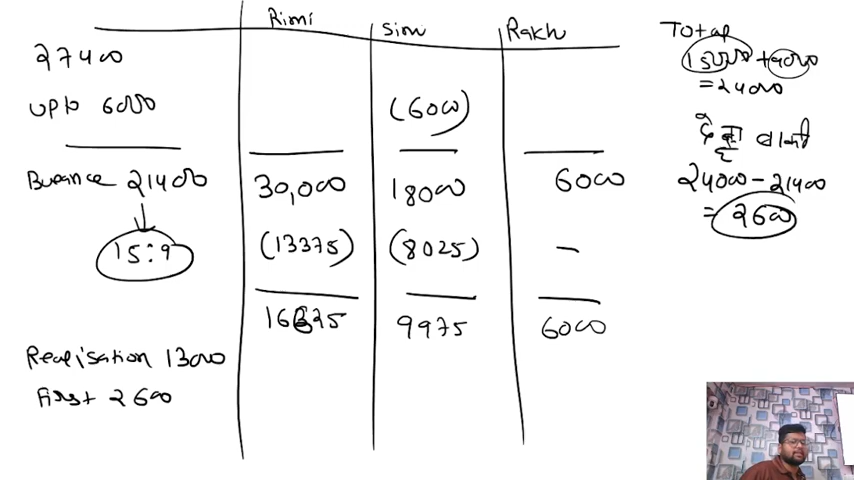 Rimi Simi Rakhi
27400
upto 6000 (6000)
Balance 21400 30,000 18000 6000
15:9 (13375) (8025) –
16625 9975 6000
Realisation 13000
First 2600
Total
15000 + 9000
= 24000
बाकी
24000 – 21400
= 2600